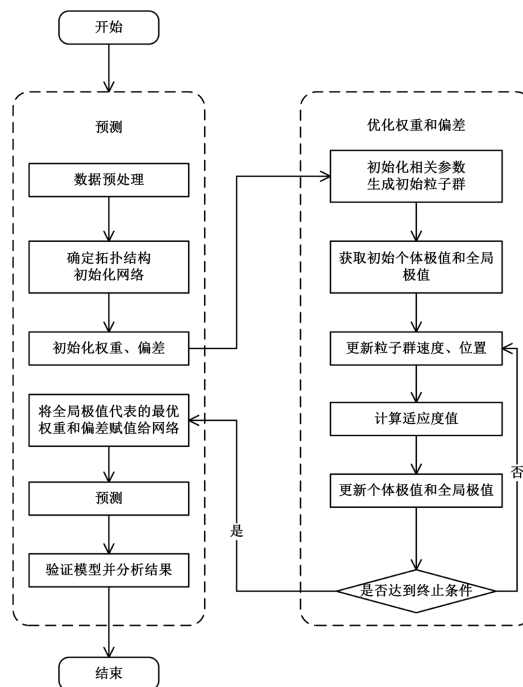 开始
预测
数据预处理
确定拓扑结构
初始化网络
初始化权重、偏差
将全局极值代表的最优
权重和偏差赋值给网络
预测
验证模型并分析结果
结束
优化权重和偏差
初始化相关参数
生成初始粒子群
获取初始个体极值和全局
极值
更新粒子群速度、位置
计算适应度值
更新个体极值和全局极值
是否达到终止条件
是
否